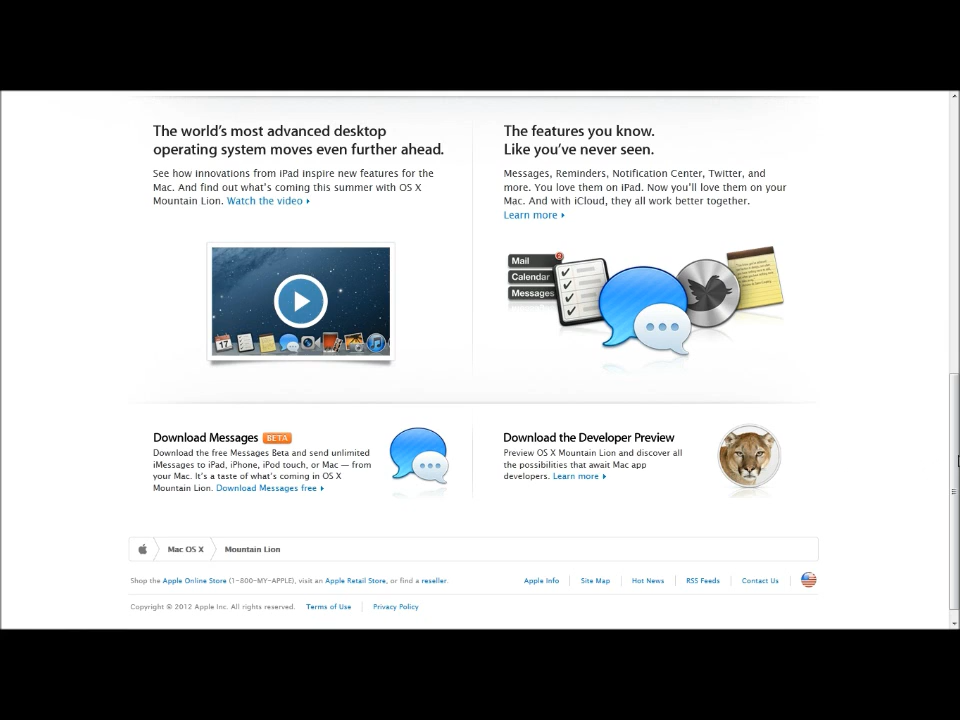 The world's most advanced desktop
operating system moves even further ahead.
See how innovations from iPad inspire new features for the
Mac. And find out what's coming this summer with OS X
Mountain Lion. Watch the video
The features you know.
Like you've never seen.
Messages, Reminders, Notification Center, Twitter, and
more. You love them on iPad. Now you'll love them on your
Mac. And with iCloud, they all work better together.
Learn more
17
Mail
Calendar
Messages
Download Messages BETA
Download the free Messages Beta and send unlimited
iMessages to iPad, iPhone, iPod touch, or Mac — from
your Mac. It's a taste of what's coming in OS X
Mountain Lion. Download Messages free
Download the Developer Preview
Preview OS X Mountain Lion and discover all
the possibilities that await Mac app
developers. Learn more
Mac OS X Mountain Lion
Shop the Apple Online Store (1-800-MY-APPLE), visit an Apple Retail Store, or find a reseller.
Apple Info Site Map Hot News RSS Feeds Contact Us
Copyright © 2012 Apple Inc. All rights reserved. Terms of Use Privacy Policy